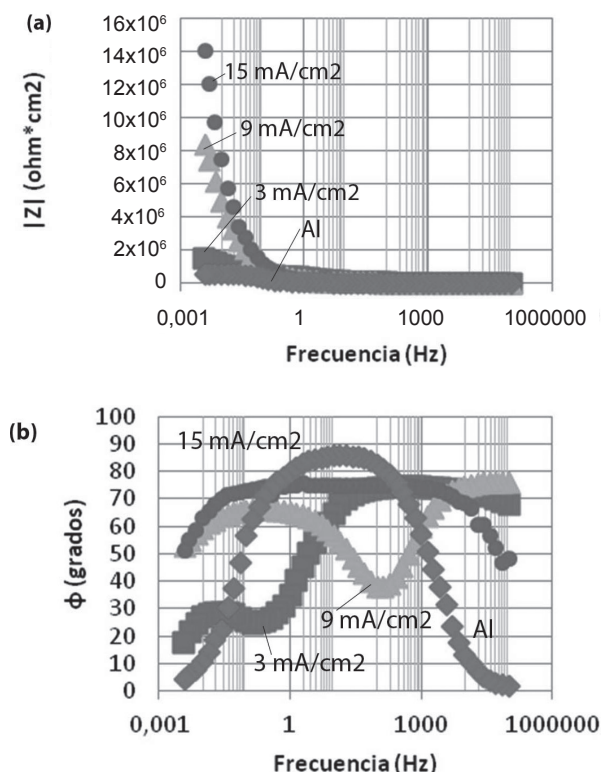 (a)
|Z| (ohm*cm2)
16x10⁶
14x10⁶
12x10⁶
10x10⁶
8x10⁶
6x10⁶
4x10⁶
2x10⁶
0
15 mA/cm2
9 mA/cm2
3 mA/cm2
Al
0,001
1
1000
1000000
Frecuencia (Hz)
(b)
ϕ (grados)
100
90
80
70
60
50
40
30
20
10
0
15 mA/cm2
9 mA/cm2
Al
3 mA/cm2
0,001
1
1000
1000000
Frecuencia (Hz)